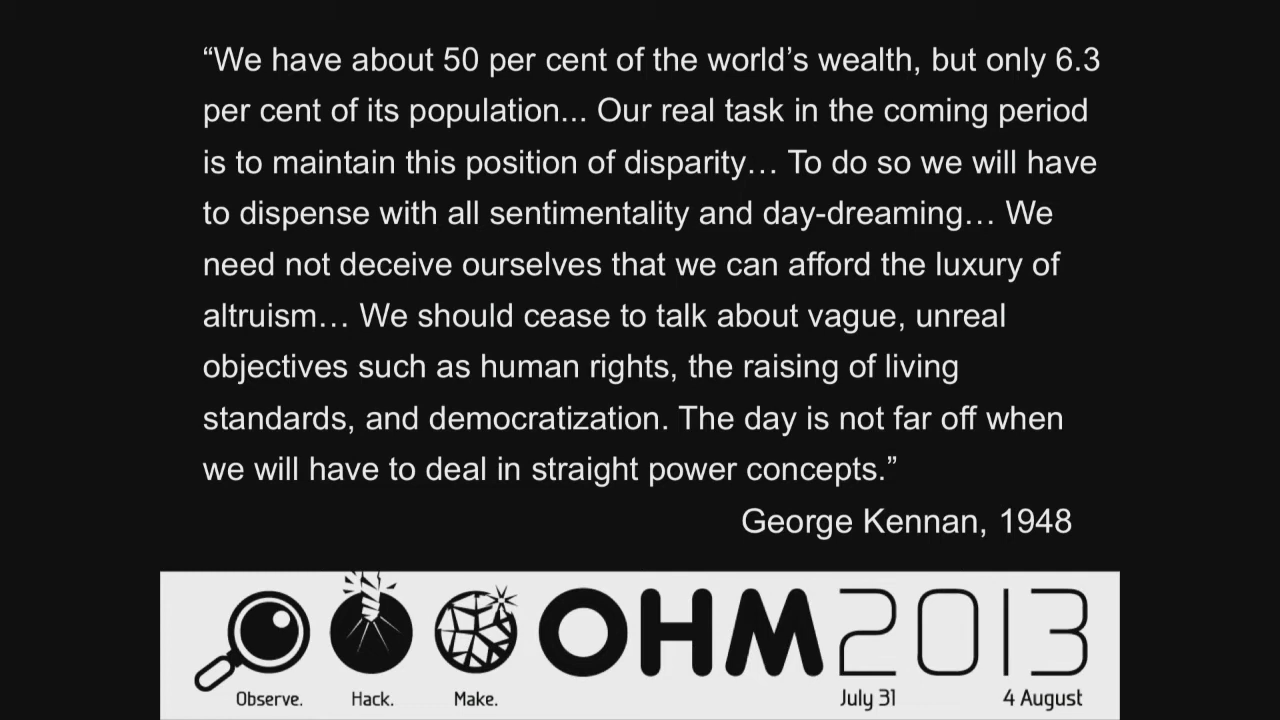 “We have about 50 per cent of the world’s wealth, but only 6.3
per cent of its population... Our real task in the coming period
is to maintain this position of disparity… To do so we will have
to dispense with all sentimentality and day-dreaming… We
need not deceive ourselves that we can afford the luxury of
altruism… We should cease to talk about vague, unreal
objectives such as human rights, the raising of living
standards, and democratization. The day is not far off when
we will have to deal in straight power concepts.”
George Kennan, 1948
OHM2013
Observe. Hack. Make. July 31 4 August